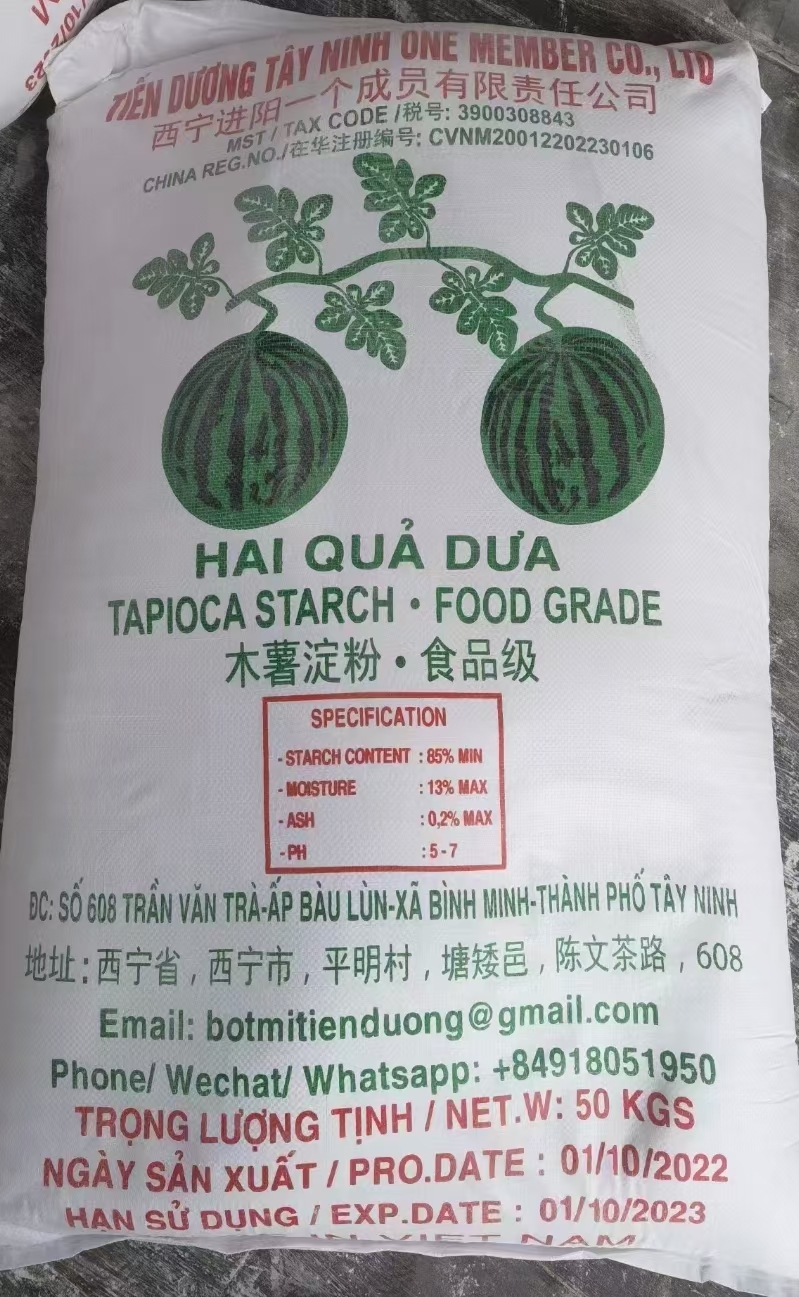 TIẾN DƯƠNG TÂY NINH ONE MEMBER CO., LTD
西宁进阳一个成员有限责任公司
MST / TAX CODE /税号: 3900308843
CHINA REG.NO./在华注册编号: CVNM20012202230106
HAI QUẢ DƯA
TAPIOCA STARCH • FOOD GRADE
木薯淀粉 • 食品级
SPECIFICATION
- STARCH CONTENT : 85% MIN
- MOISTURE : 13% MAX
- ASH : 0,2% MAX
- PH : 5 - 7
ĐC: SỐ 608 TRẦN VĂN TRÀ-ẤP BÀU LÙN-XÃ BÌNH MINH-THÀNH PHỐ TÂY NINH
地址：西宁省，西宁市，平明村，塘矮邑，陈文茶路，608
Email: botmitienduong@gmail.com
Phone/ Wechat/ Whatsapp: +84918051950
TRỌNG LƯỢNG TỊNH / NET.W: 50 KGS
NGÀY SẢN XUẤT / PRO.DATE : 01/10/2022
HẠN SỬ DỤNG / EXP.DATE : 01/10/2023
IN VIET NAM